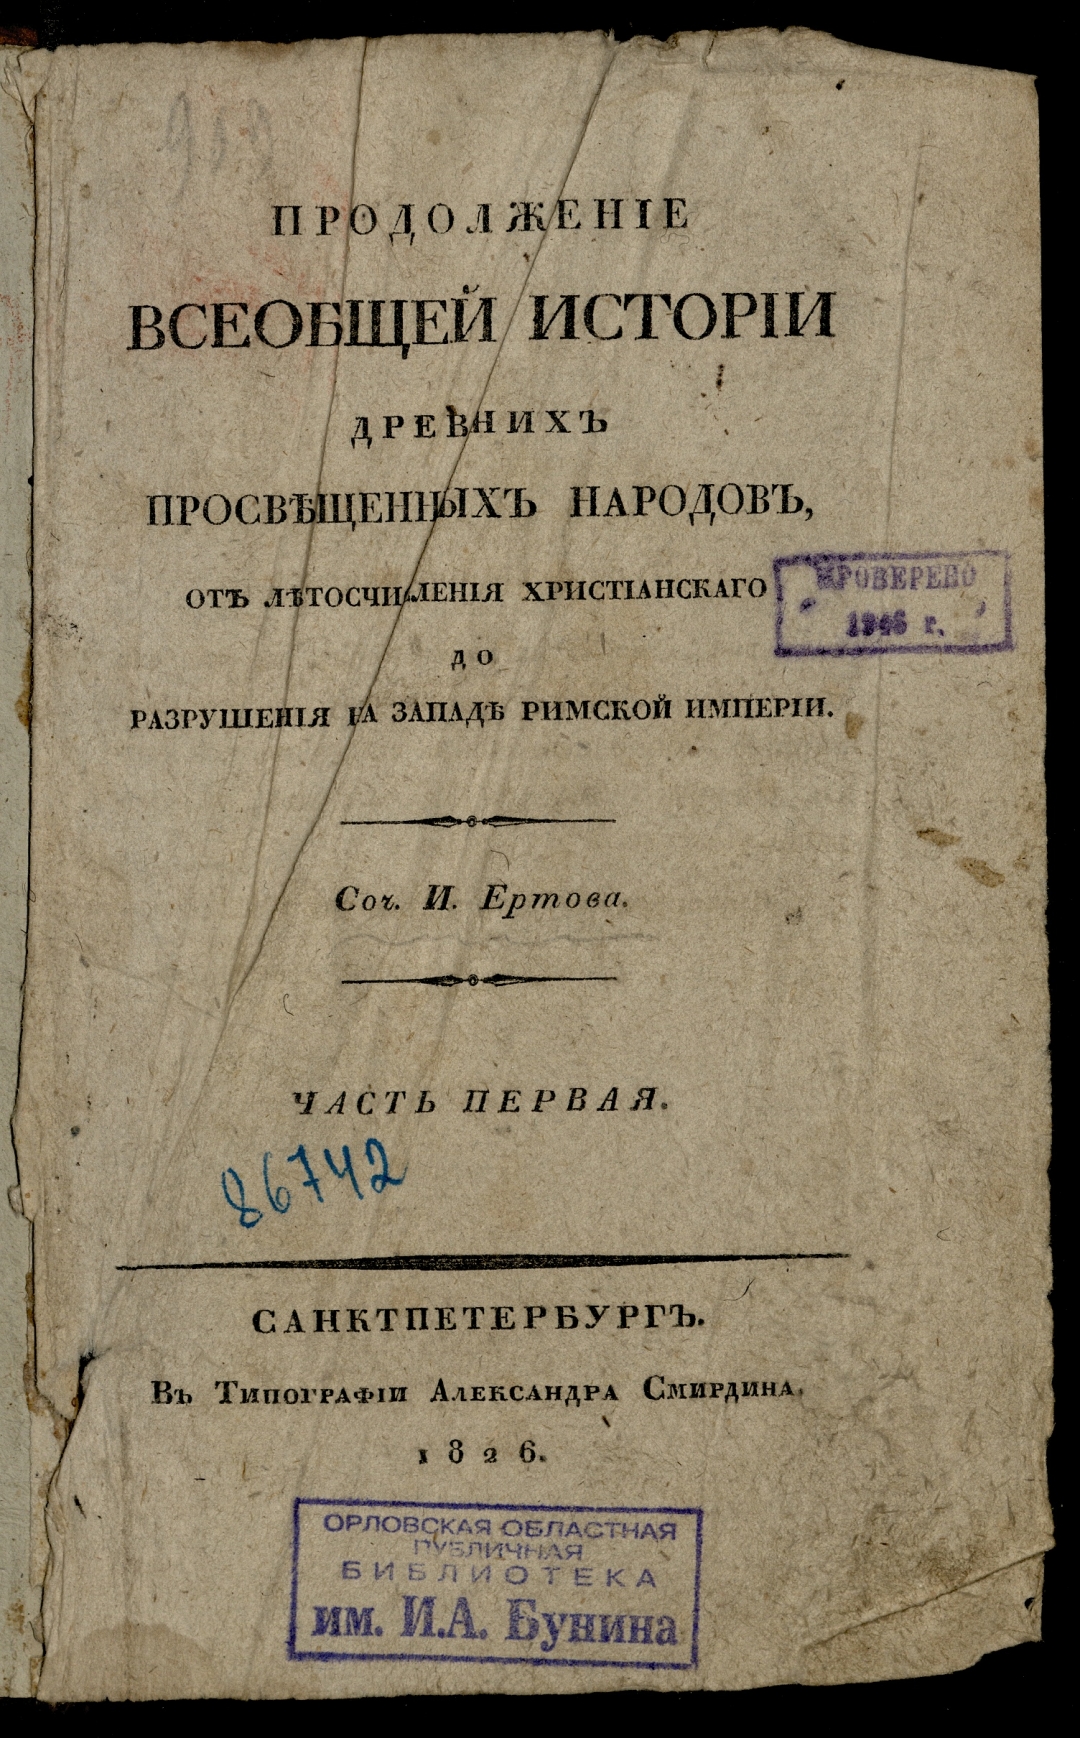 ПРОДОЛЖЕНІЕ
ВСЕОБЩЕЙ ИСТОРІИ
ДРЕВНИХЪ
ПРОСВѢЩЕННЫХЪ НАРОДОВЪ,
ОТЪ ЛѢТОСЧИСЛЕНІЯ ХРИСТІАНСКАГО
ПРОВЕРЕНО
1946 г.
ДО
РАЗРУШЕНІЯ НА ЗАПАДѢ РИМСКОЙ ИМПЕРІИ.
Соч. И. Ертова.
ЧАСТЬ ПЕРВАЯ.
86742
САНКТПЕТЕРБУРГЪ.
Въ Типографіи Александра Смирдина.
1826.
ОРЛОВСКАЯ ОБЛАСТНАЯ
ПУБЛИЧНАЯ
БИБЛИОТЕКА
им. И.А. Бунина